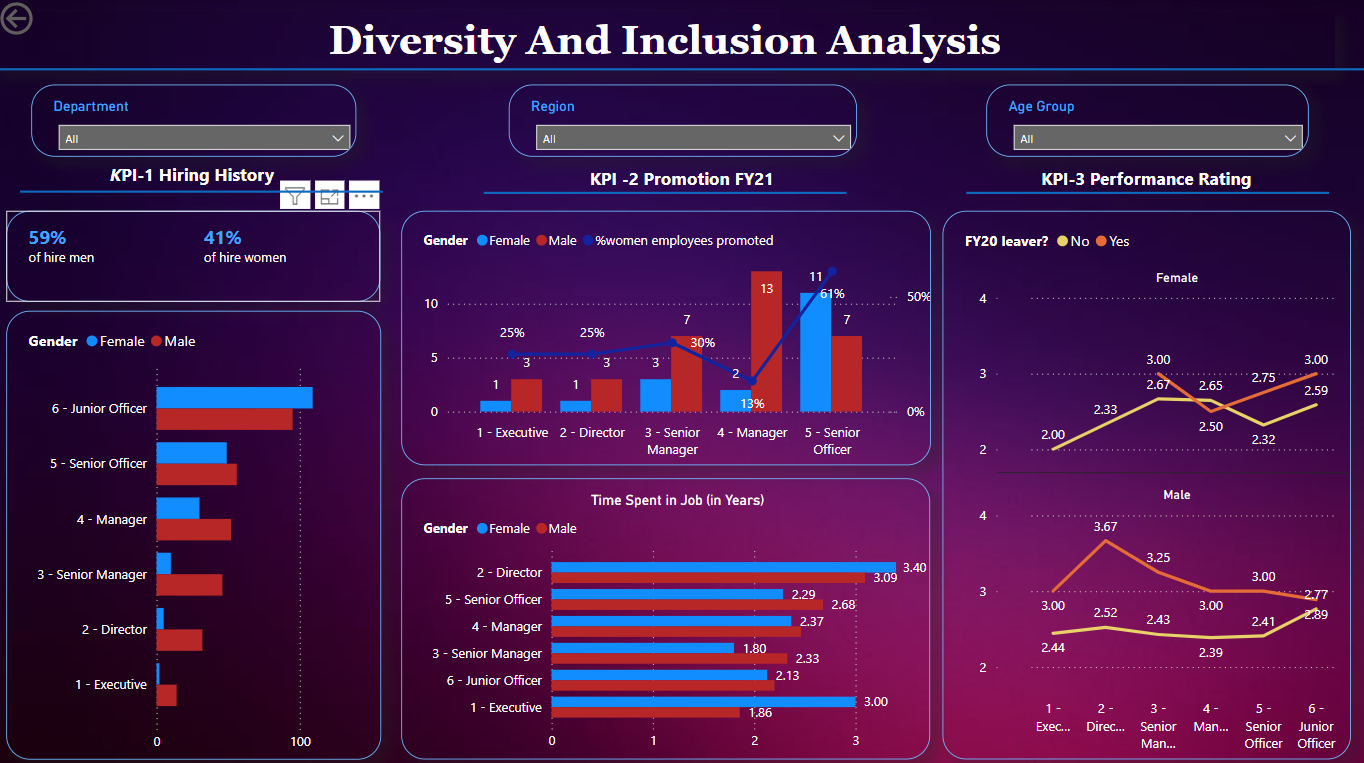 Diversity And Inclusion Analysis
Department
All
Region
All
Age Group
All
KPI-1 Hiring History
59%
of hire men
41%
of hire women
Gender Female Male
6 - Junior Officer
5 - Senior Officer
4 - Manager
3 - Senior Manager
2 - Director
1 - Executive
0 100
KPI -2 Promotion FY21
Gender Female Male %women employees promoted
10
5
0
50%
0%
25% 25% 30% 13% 61%
1 1 3 2 11
3 3 7 13 7
1 - Executive 2 - Director 3 - Senior Manager 4 - Manager 5 - Senior Officer
Time Spent in Job (in Years)
Gender Female Male
2 - Director 3.40
3.09
5 - Senior Officer 2.29
2.68
4 - Manager 2.37
3 - Senior Manager 1.80
2.33
6 - Junior Officer 2.13
1 - Executive 3.00
1.86
0 1 2 3
KPI-3 Performance Rating
FY20 leaver? No Yes
Female
4
3
2
3.00 2.50 2.75 3.00
2.00 2.33 2.67 2.65 2.32 2.59
Male
4
3
2
3.00 3.67 3.25 3.00 3.00 2.89
2.44 2.52 2.43 2.39 2.41 2.77
1 -
Exec...
2 -
Direc...
3 -
Senior
Man...
4 -
Man...
5 -
Senior
Officer
6 -
Junior
Officer